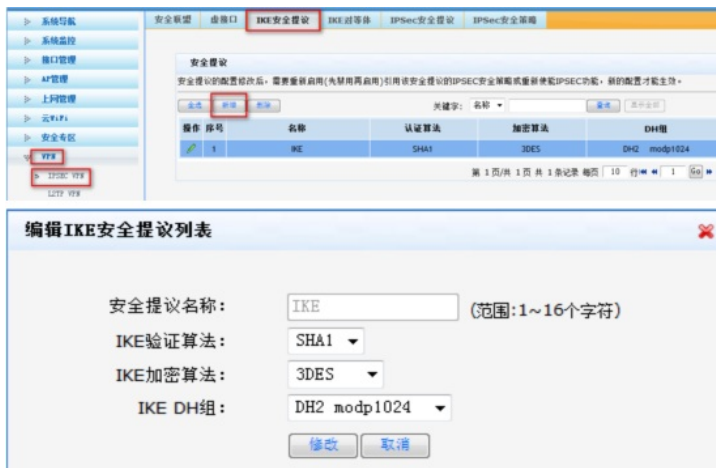 系统导航
系统监控
接口管理
AP管理
上网管理
云WiFi
安全专区
VPN
IPSEC VPN
L2TP VPN
安全联盟 虚接口 IKE安全提议 IKE对等体 IPSec安全提议 IPSec安全策略
安全提议
安全提议的配置修改后，需要重新启用(先禁用再启用)引用该安全提议的IPSEC安全策略或重新使能IPSEC功能，新的配置才能生效。
全选 新增 删除 关键字： 名称 查询 显示全部
操作 序号 名称 认证算法 加密算法 DH组
1 IKE SHA1 3DES DH2 modp1024
第 1 页/共 1 页 共 1 条记录 每页 10 行 1 Go
编辑IKE安全提议列表
安全提议名称： IKE (范围:1~16个字符)
IKE验证算法： SHA1
IKE加密算法： 3DES
IKE DH组： DH2 modp1024
修改 取消